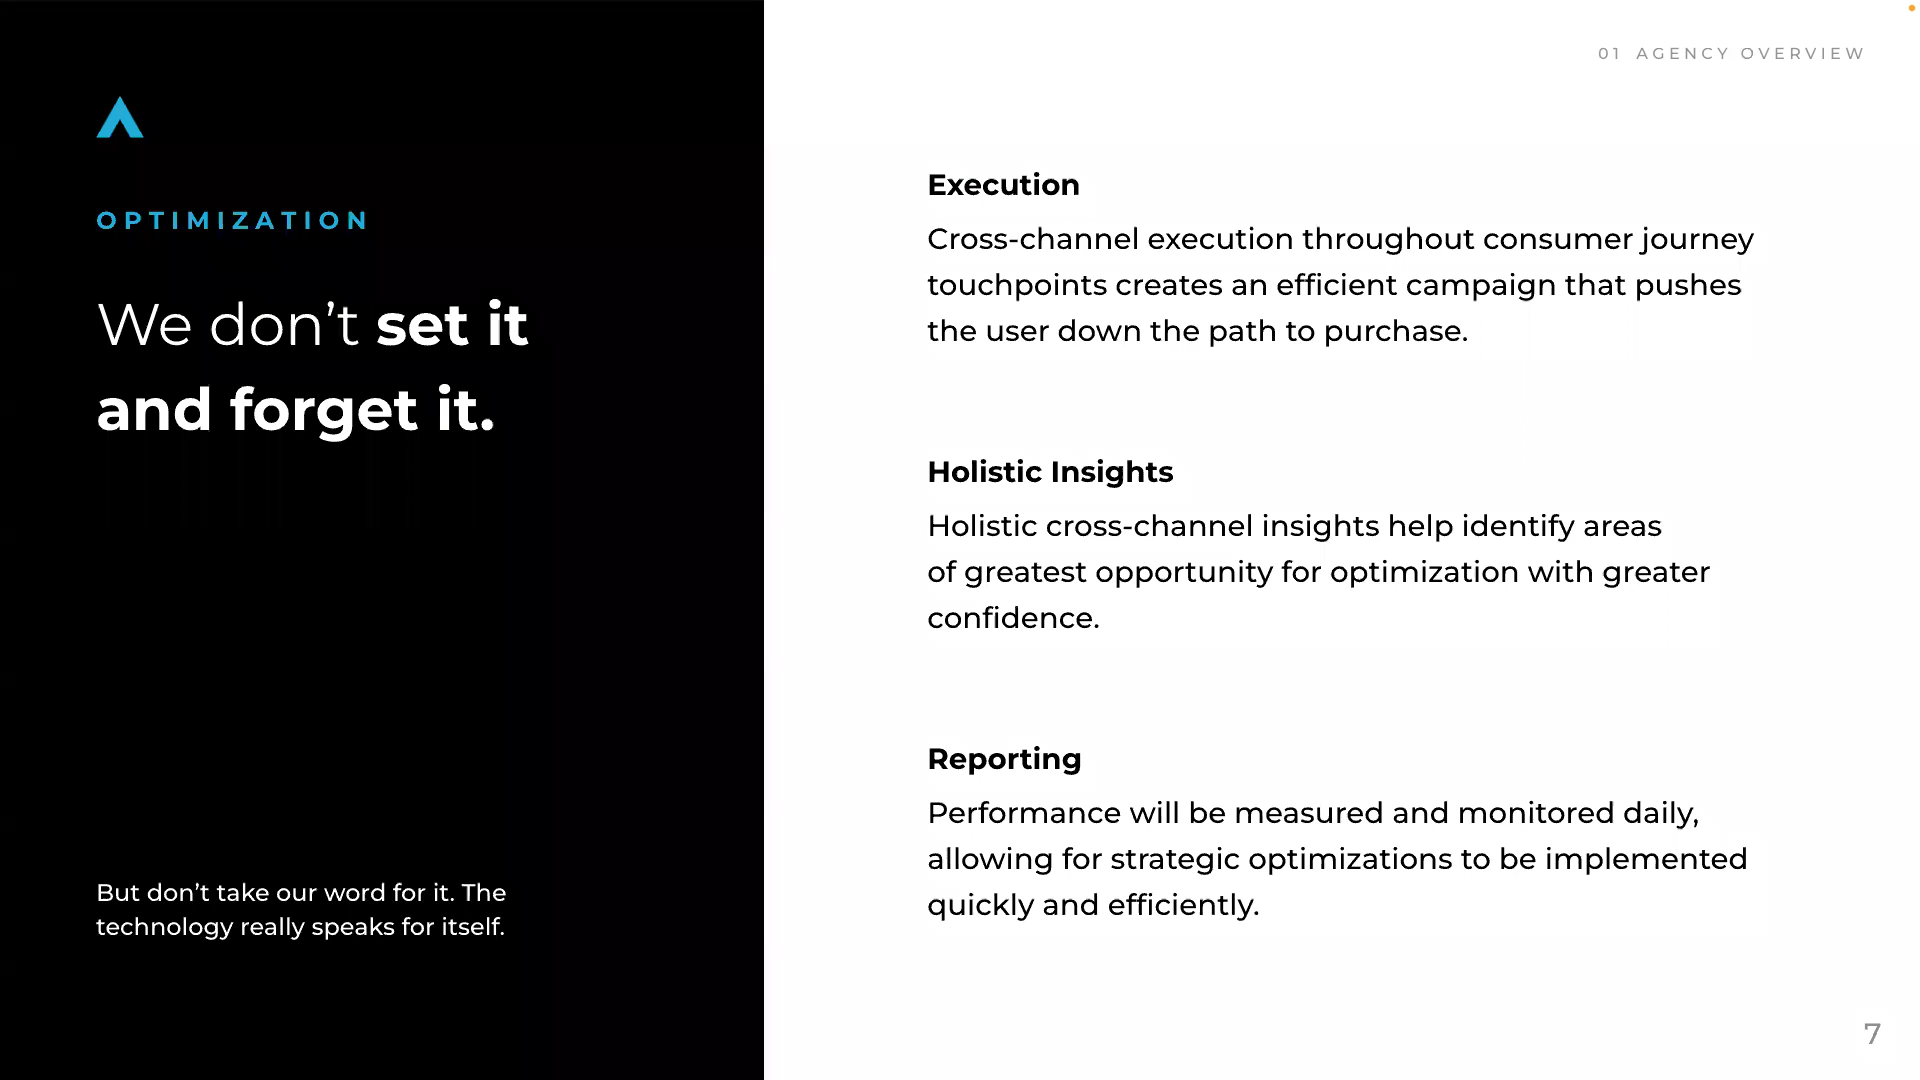 01 AGENCY OVERVIEW
OPTIMIZATION
We don’t set it
and forget it.
But don’t take our word for it. The
technology really speaks for itself.
Execution
Cross-channel execution throughout consumer journey
touchpoints creates an efficient campaign that pushes
the user down the path to purchase.
Holistic Insights
Holistic cross-channel insights help identify areas
of greatest opportunity for optimization with greater
confidence.
Reporting
Performance will be measured and monitored daily,
allowing for strategic optimizations to be implemented
quickly and efficiently.
7